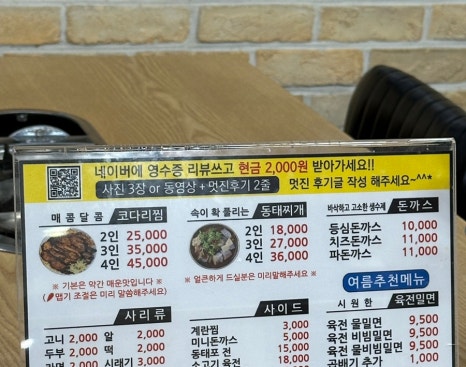 네이버에 영수증 리뷰쓰고 현금 2,000원 받아가세요!!
사진 3장 or 동영상 + 멋진후기 2줄 멋진 후기글 작성 해주세요~^^*
매콤달콤 코다리찜
2인 25,000
3인 35,000
4인 45,000
※ 기본은 약간 매운맛입니다 ※
(맵기 조절은 미리 말씀해주세요)
속이 확 풀리는 동태찌개
2인 18,000
3인 27,000
4인 36,000
※ 얼큰하게 드실분은 미리말해주세요 ※
바삭하고 고소한 생수제 돈까스
등심돈까스 10,000
치즈돈까스 11,000
파돈까스 11,000
여름추천메뉴
시원한 육전밀면
육전 물밀면 9,500
육전 비빔밀면 9,500
육전 물비빔밀면 9,500
곱배기 추가 1,000
사리류
고니 2,000 알 2,000
두부 2,000 떡 2,000
라면 2,000 시래기 3,000
사이드
계란찜 3,000
미니돈까스 5,000
동태포 전 15,000
소고기 육전 18,000